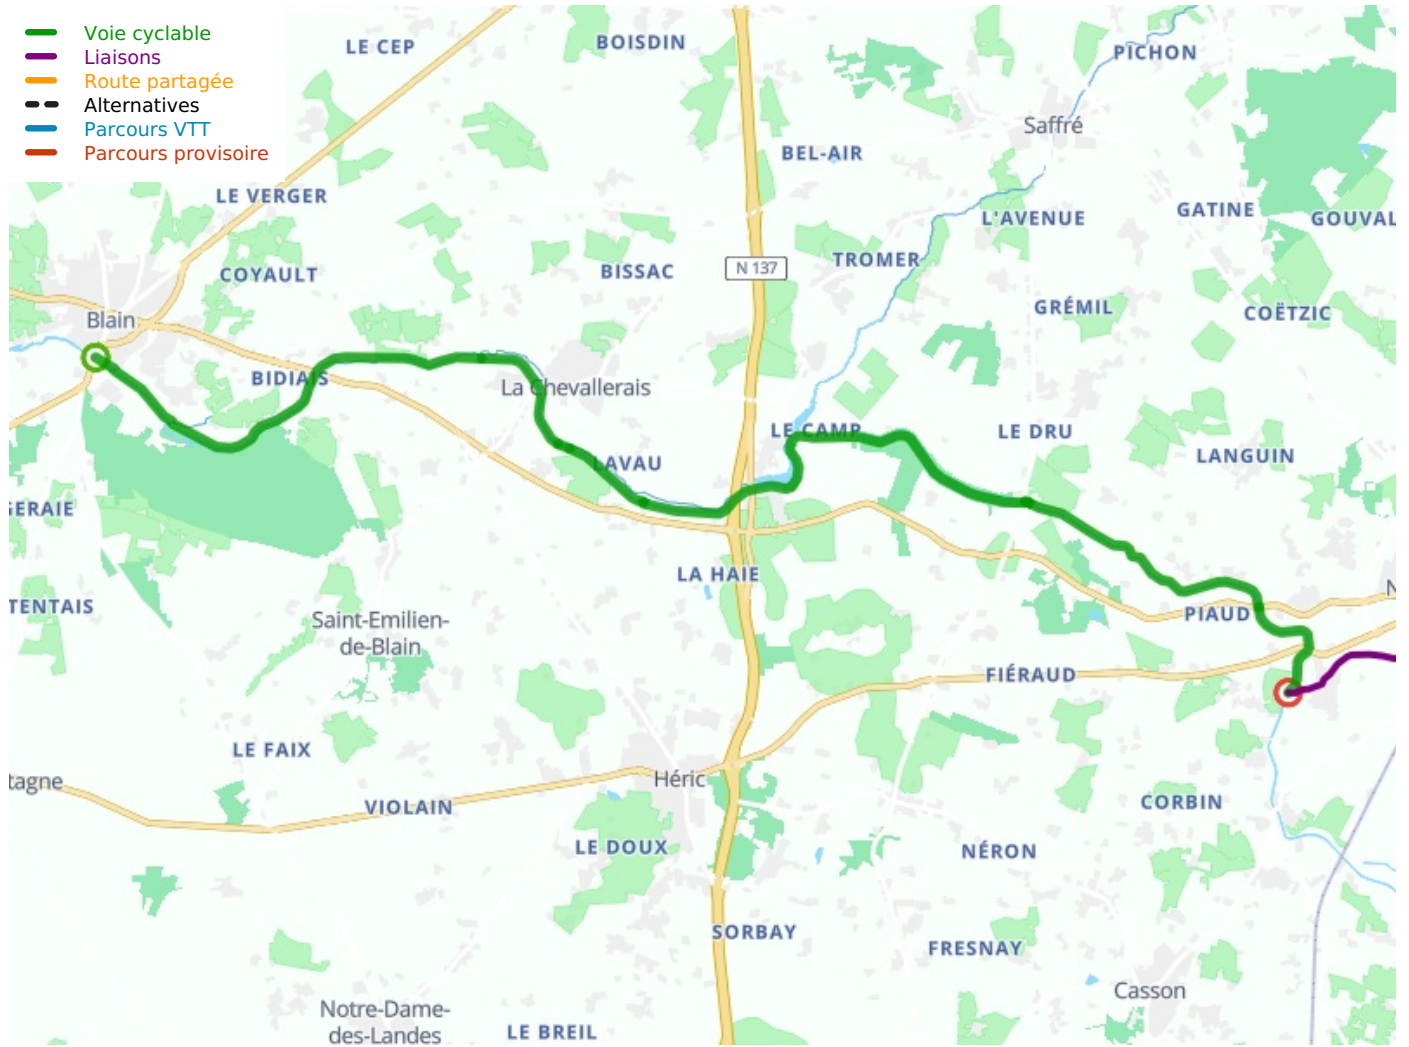 Voie cyclable
Liaisons
Route partagée
Alternatives
Parcours VTT
Parcours provisoire
LE CEP
BOISDIN
PICHON
Saffré
BEL-AIR
LE VERGER
GATINE
L'AVENUE
GOUVAL
COYAULT
BISSAC
N 137
TROMER
GRÉMIL
COËTZIC
Blain
BIDIAIS
La Chevallerais
LE CAMP
LE DRU
LAVAU
LANGUIN
GERAIE
LA HAIE
TENTAIS
N
PIAUD
Saint-Emilien-
de-Blain
FIÉRAUD
LE FAIX
tagne
Héric
VIOLAIN
CORBIN
LE DOUX
NÉRON
SORBAY
FRESNAY
Casson
Notre-Dame-
des-Landes
LE BREIL